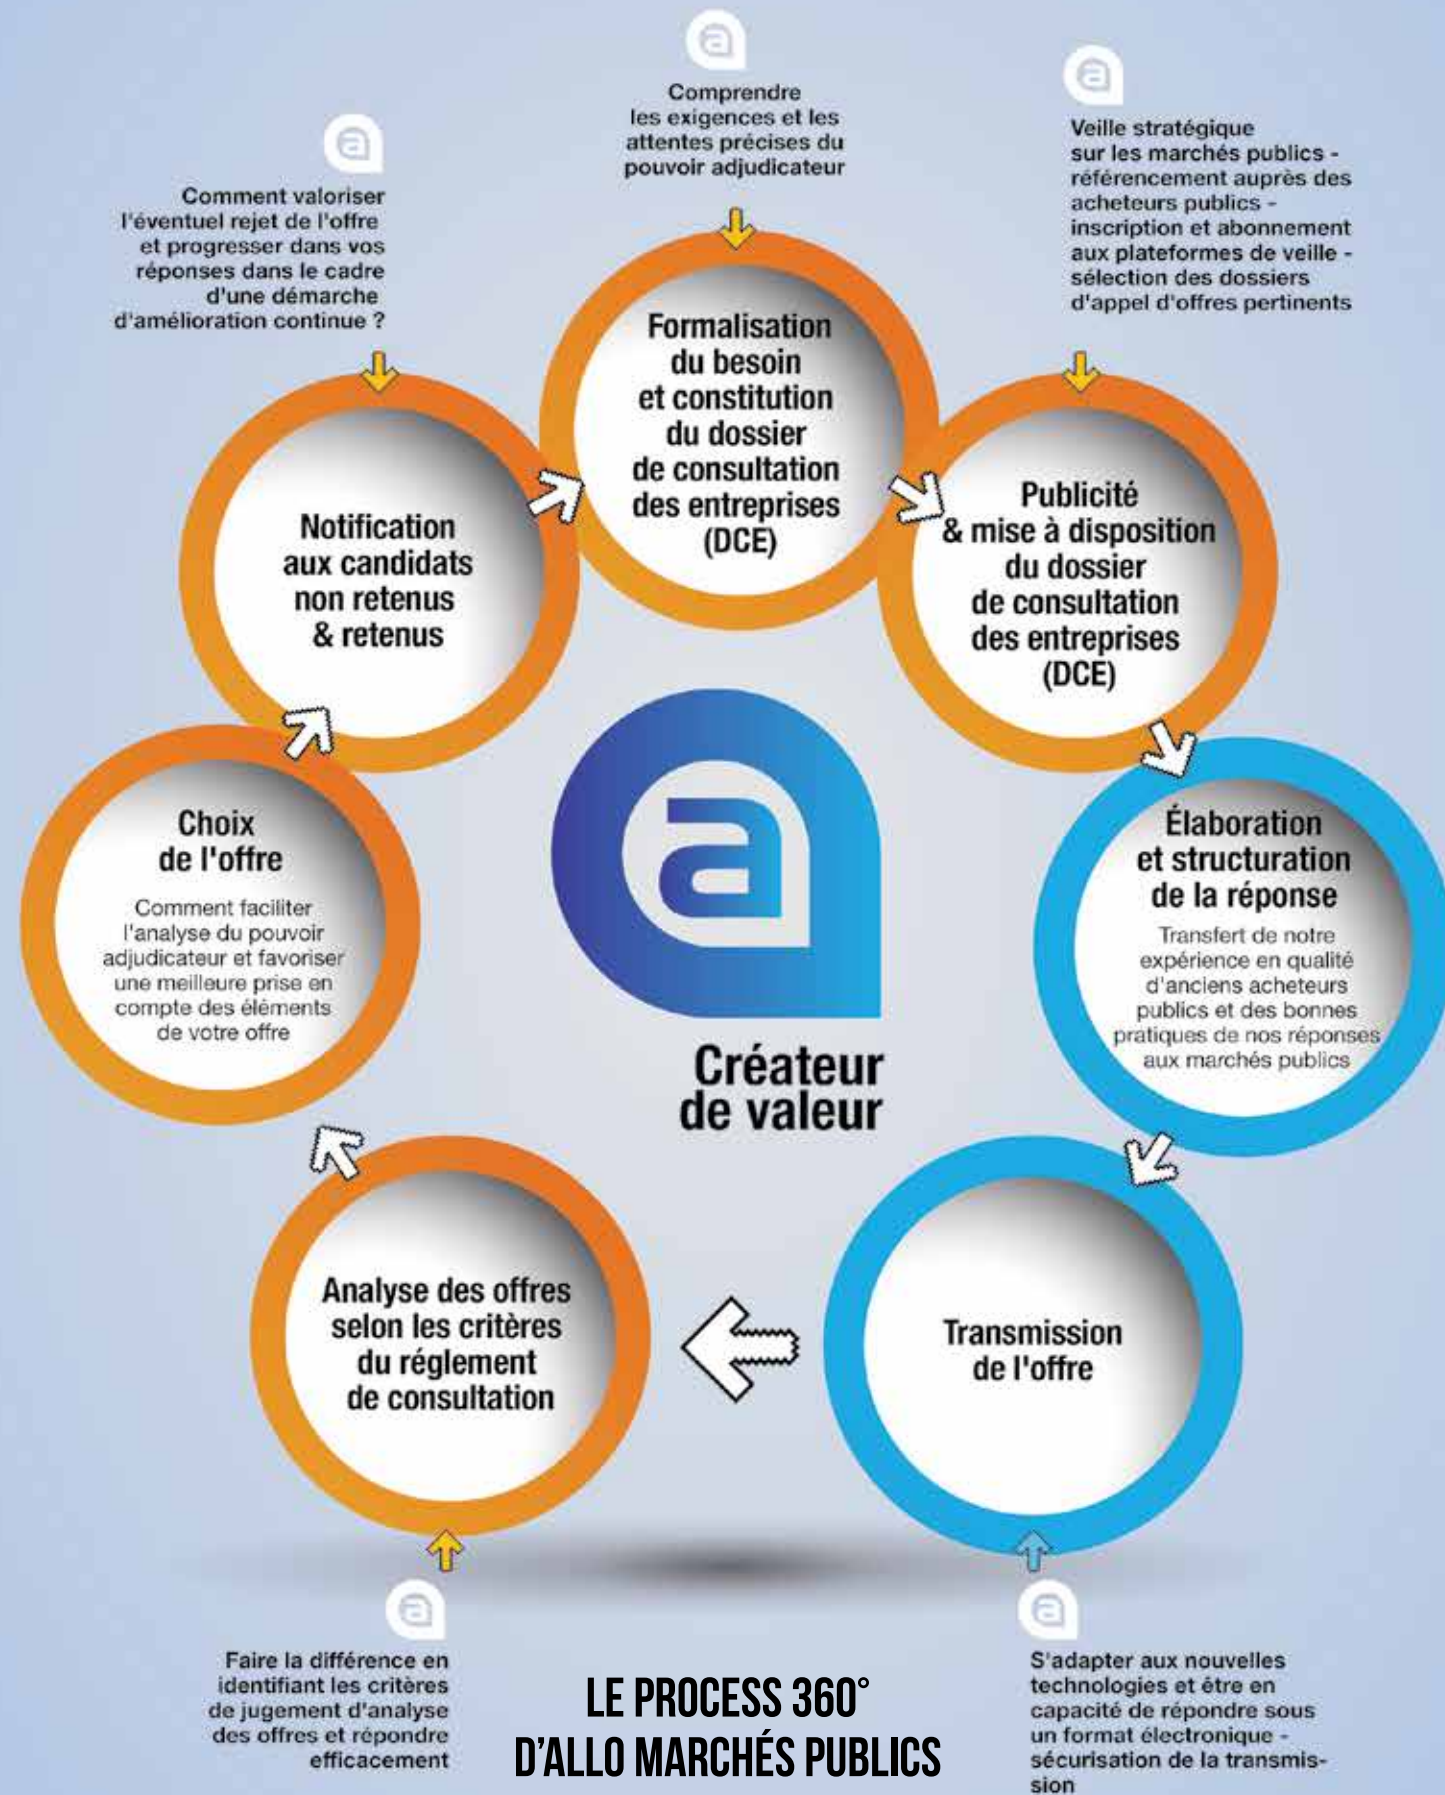 Comprendre
les exigences et les
attentes précises du
pouvoir adjudicateur
Veille stratégique
sur les marchés publics -
référencement auprès des
acheteurs publics -
inscription et abonnement
aux plateformes de veille -
sélection des dossiers
d'appel d'offres pertinents
Comment valoriser
l'éventuel rejet de l'offre
et progresser dans vos
réponses dans le cadre
d'une démarche
d'amélioration continue ?
Formalisation
du besoin
et constitution
du dossier
de consultation
des entreprises
(DCE)
Publicité
& mise à disposition
du dossier
de consultation
des entreprises
(DCE)
Notification
aux candidats
non retenus
& retenus
Élaboration
et structuration
de la réponse
Transfert de notre
expérience en qualité
d'anciens acheteurs
publics et des bonnes
pratiques de nos réponses
aux marchés publics
Choix
de l'offre
Comment faciliter
l'analyse du pouvoir
adjudicateur et favoriser
une meilleure prise en
compte des éléments
de votre offre
a
Créateur
de valeur
Transmission
de l'offre
Analyse des offres
selon les critères
du réglement
de consultation
Faire la différence en
identifiant les critères
de jugement d'analyse
des offres et répondre
efficacement
S'adapter aux nouvelles
technologies et être en
capacité de répondre sous
un format électronique -
sécurisation de la transmis-
sion
LE PROCESS 360°
D'ALLO MARCHÉS PUBLICS